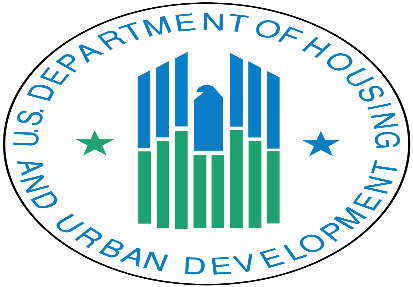 U.S. DEPARTMENT OF HOUSING
AND URBAN DEVELOPMENT